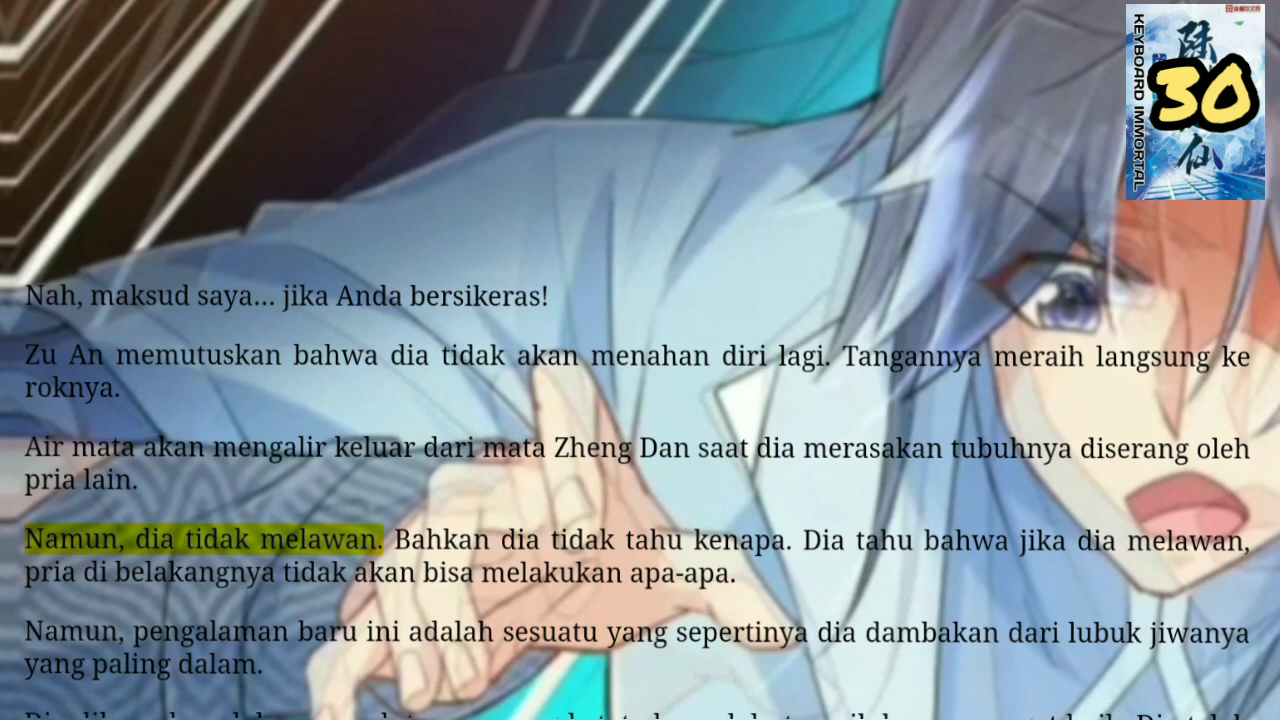 KEYBOARD IMMORTAL
30
仙
Nah, maksud saya... jika Anda bersikeras!
Zu An memutuskan bahwa dia tidak akan menahan diri lagi. Tangannya meraih langsung ke
roknya.
Air mata akan mengalir keluar dari mata Zheng Dan saat dia merasakan tubuhnya diserang oleh
pria lain.
Namun, dia tidak melawan. Bahkan dia tidak tahu kenapa. Dia tahu bahwa jika dia melawan,
pria di belakangnya tidak akan bisa melakukan apa-apa.
Namun, pengalaman baru ini adalah sesuatu yang sepertinya dia dambakan dari lubuk jiwanya
yang paling dalam.